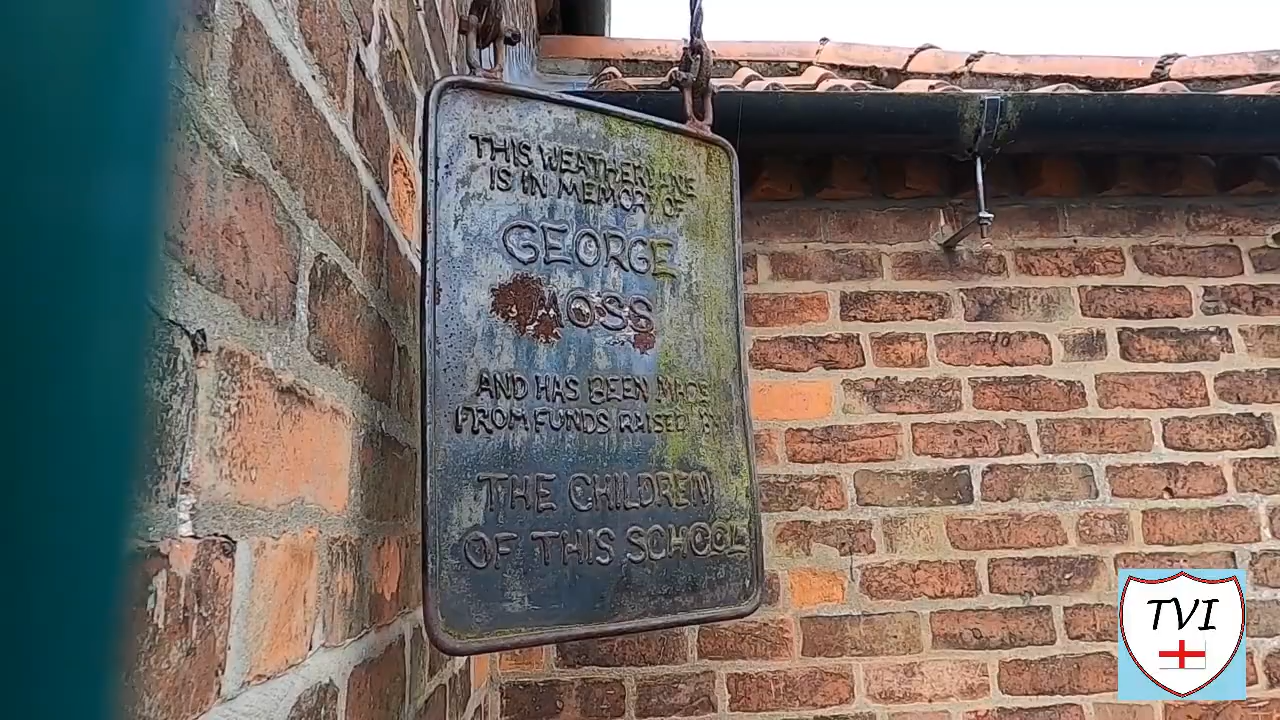 THIS WEATHERVANE
IS IN MEMORY OF
GEORGE
MOSS
AND HAS BEEN MADE
FROM FUNDS RAISED BY
THE CHILDREN
OF THIS SCHOOL
TVI